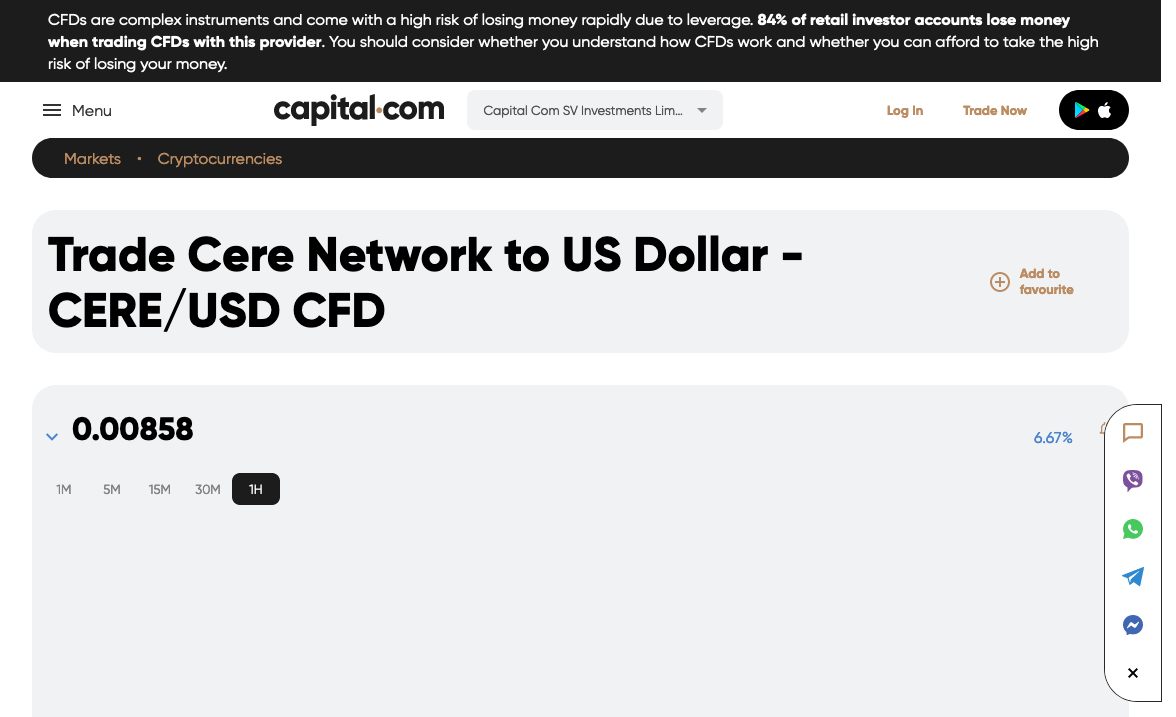 CFDs are complex instruments and come with a high risk of losing money rapidly due to leverage. 84% of retail investor accounts lose money
when trading CFDs with this provider. You should consider whether you understand how CFDs work and whether you can afford to take the high
risk of losing your money.
Menu
capital.com
Capital Com SV Investments Lim...
Log In
Trade Now
Markets
Cryptocurrencies
Trade Cere Network to US Dollar -
CERE/USD CFD
Add to
favourite
0.00858
6.67%
1M
5M
15M
30M
1H